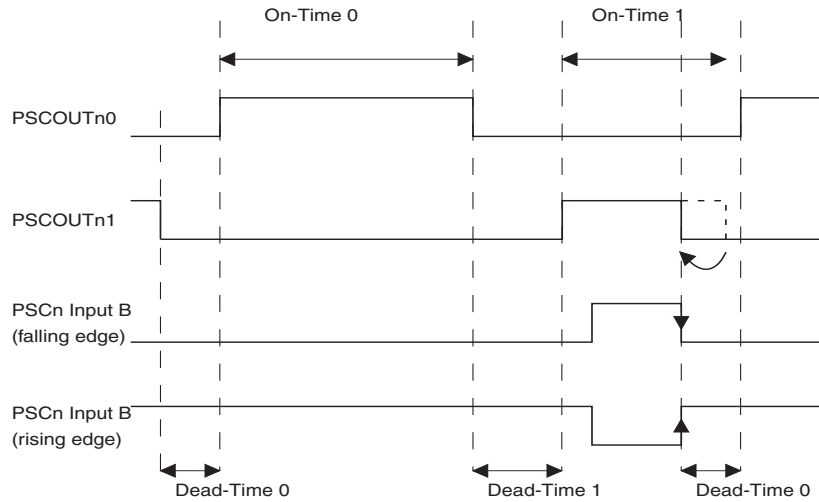 On-Time 0
On-Time 1
PSCOUTn0
PSCOUTn1
PSCn Input B
(falling edge)
PSCn Input B
(rising edge)
Dead-Time 0
Dead-Time 1
Dead-Time 0